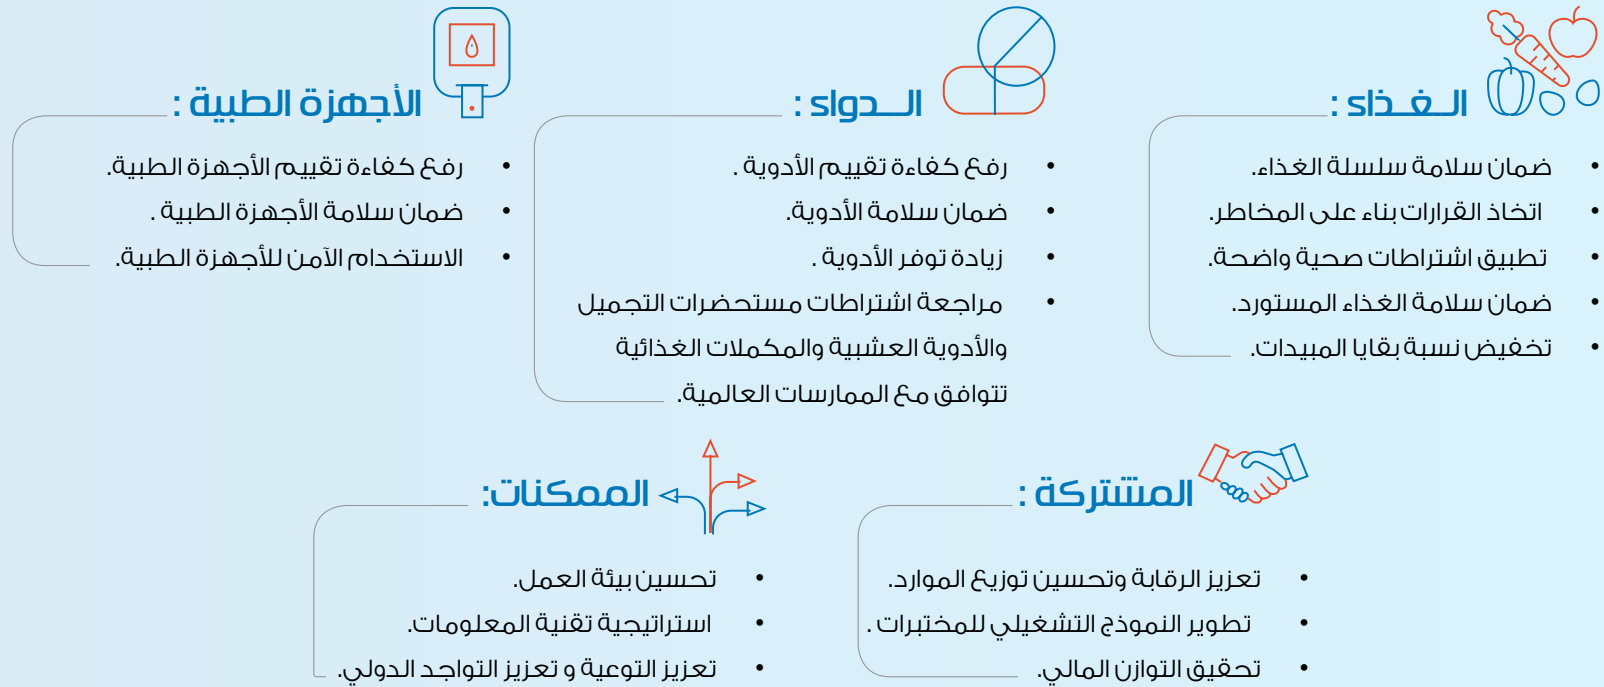 الـــغـــذاء :
• ضمان سلامة سلسلة الغذاء.
• اتخاذ القرارات بناء على المخاطر.
• تطبيق اشتراطات صحية واضحة.
• ضمان سلامة الغذاء المستورد.
• تخفيض نسبة بقايا المبيدات.
الـــدواء :
• رفع كفاءة تقييم الأدوية .
• ضمان سلامة الأدوية.
• زيادة توفر الأدوية .
• مراجعة اشتراطات مستحضرات التجميل
والأدوية العشبية والمكملات الغذائية
تتوافق مع الممارسات العالمية.
الأجهزة الطبية :
• رفع كفاءة تقييم الأجهزة الطبية.
• ضمان سلامة الأجهزة الطبية .
• الاستخدام الآمن للأجهزة الطبية.
المشتركة :
• تعزيز الرقابة وتحسين توزيع الموارد.
• تطوير النموذج التشغيلي للمختبرات .
• تحقيق التوازن المالي.
الممكنات:
• تحسين بيئة العمل.
• استراتيجية تقنية المعلومات.
• تعزيز التوعية و تعزيز التواجد الدولي.